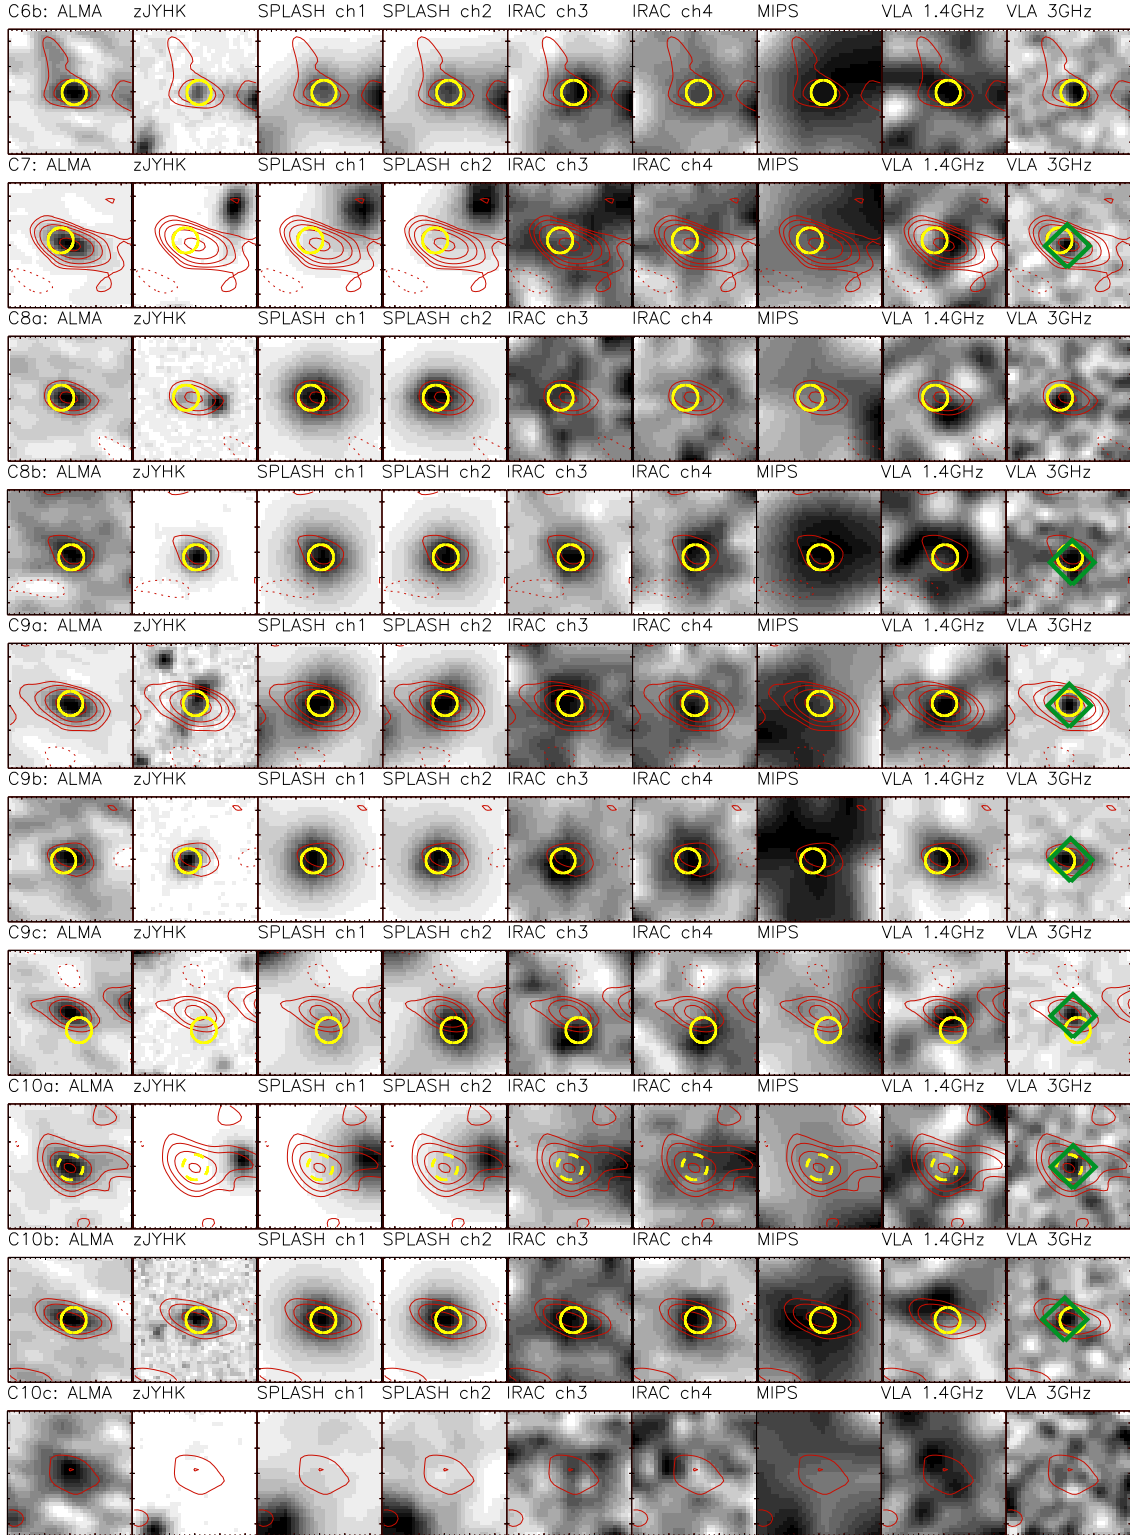 C6b: ALMA zJYHK SPLASH ch1 SPLASH ch2 IRAC ch3 IRAC ch4 MIPS VLA 1.4GHz VLA 3GHz
C7: ALMA zJYHK SPLASH ch1 SPLASH ch2 IRAC ch3 IRAC ch4 MIPS VLA 1.4GHz VLA 3GHz
C8a: ALMA zJYHK SPLASH ch1 SPLASH ch2 IRAC ch3 IRAC ch4 MIPS VLA 1.4GHz VLA 3GHz
C8b: ALMA zJYHK SPLASH ch1 SPLASH ch2 IRAC ch3 IRAC ch4 MIPS VLA 1.4GHz VLA 3GHz
C9a: ALMA zJYHK SPLASH ch1 SPLASH ch2 IRAC ch3 IRAC ch4 MIPS VLA 1.4GHz VLA 3GHz
C9b: ALMA zJYHK SPLASH ch1 SPLASH ch2 IRAC ch3 IRAC ch4 MIPS VLA 1.4GHz VLA 3GHz
C9c: ALMA zJYHK SPLASH ch1 SPLASH ch2 IRAC ch3 IRAC ch4 MIPS VLA 1.4GHz VLA 3GHz
C10a: ALMA zJYHK SPLASH ch1 SPLASH ch2 IRAC ch3 IRAC ch4 MIPS VLA 1.4GHz VLA 3GHz
C10b: ALMA zJYHK SPLASH ch1 SPLASH ch2 IRAC ch3 IRAC ch4 MIPS VLA 1.4GHz VLA 3GHz
C10c: ALMA zJYHK SPLASH ch1 SPLASH ch2 IRAC ch3 IRAC ch4 MIPS VLA 1.4GHz VLA 3GHz